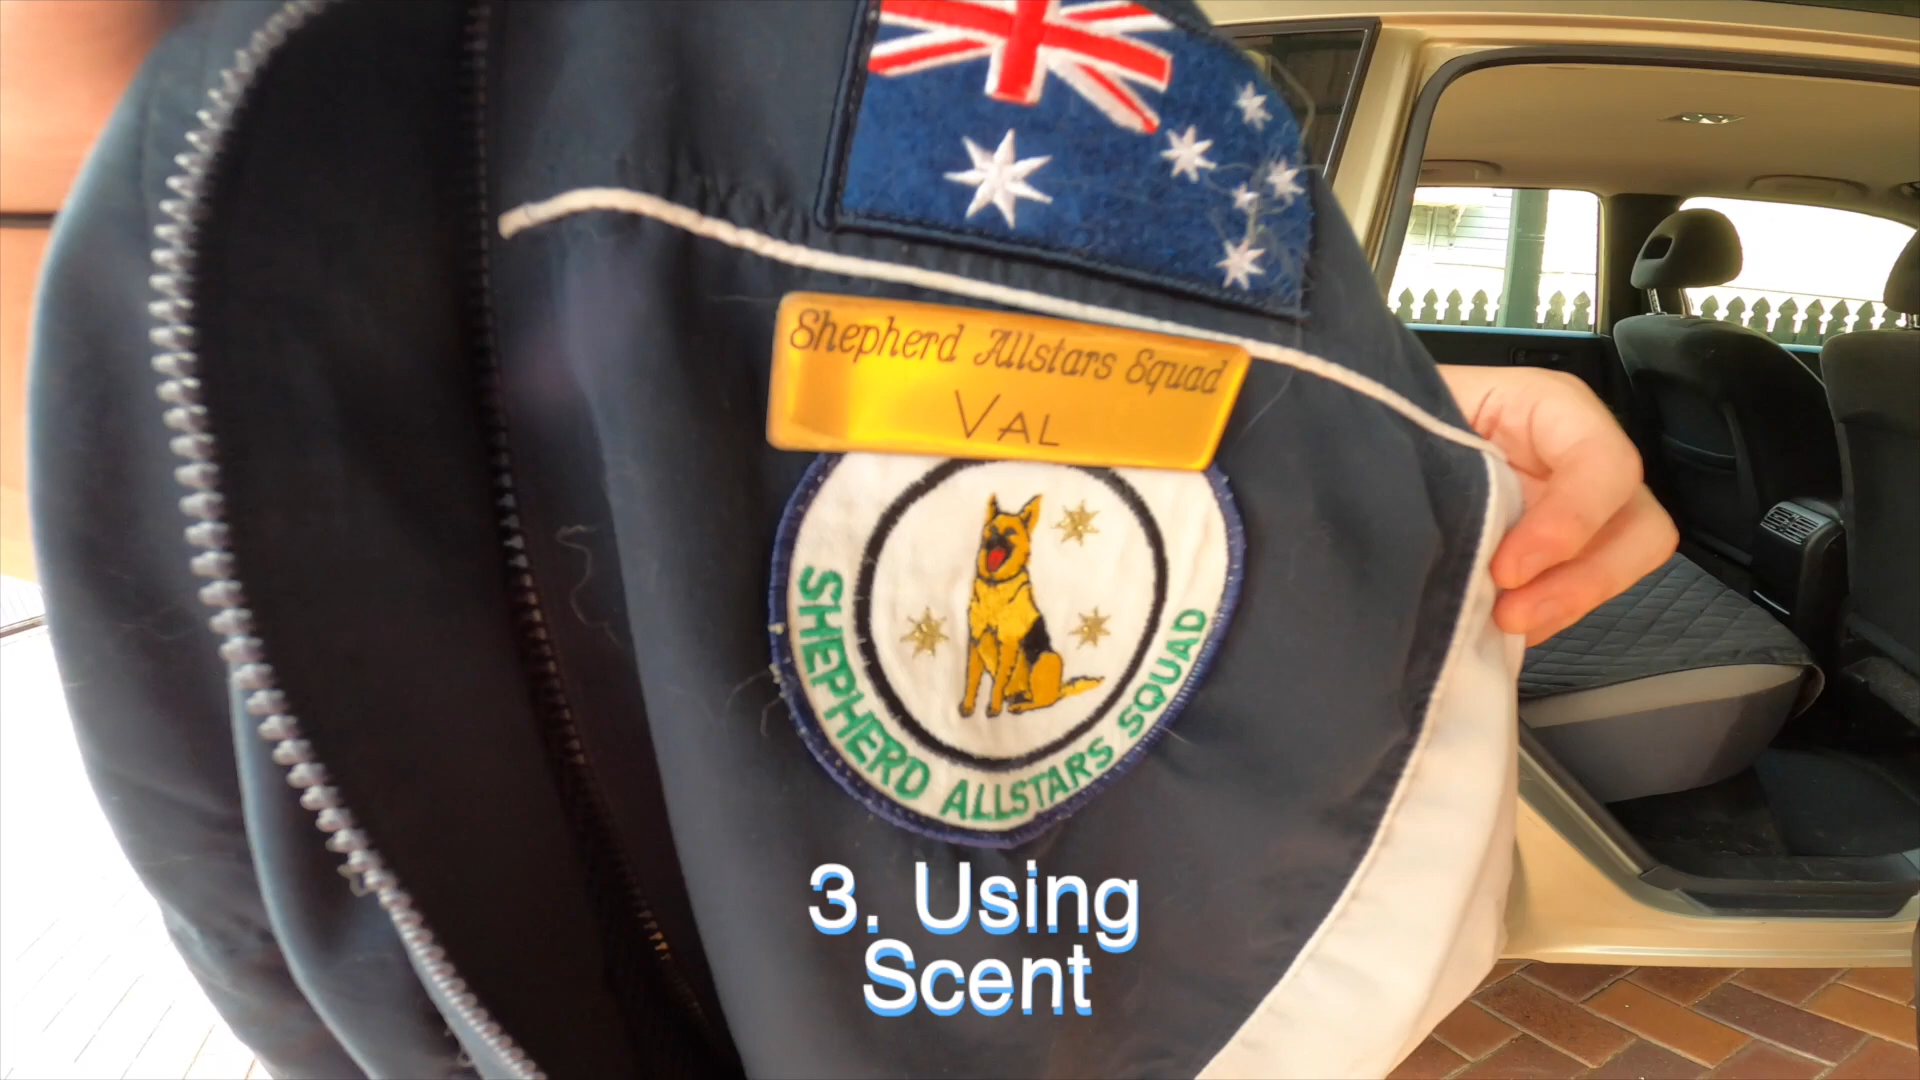 Shepherd Allstars Squad
VAL
SHEPHERD ALLSTARS SQUAD
3. Using
Scent